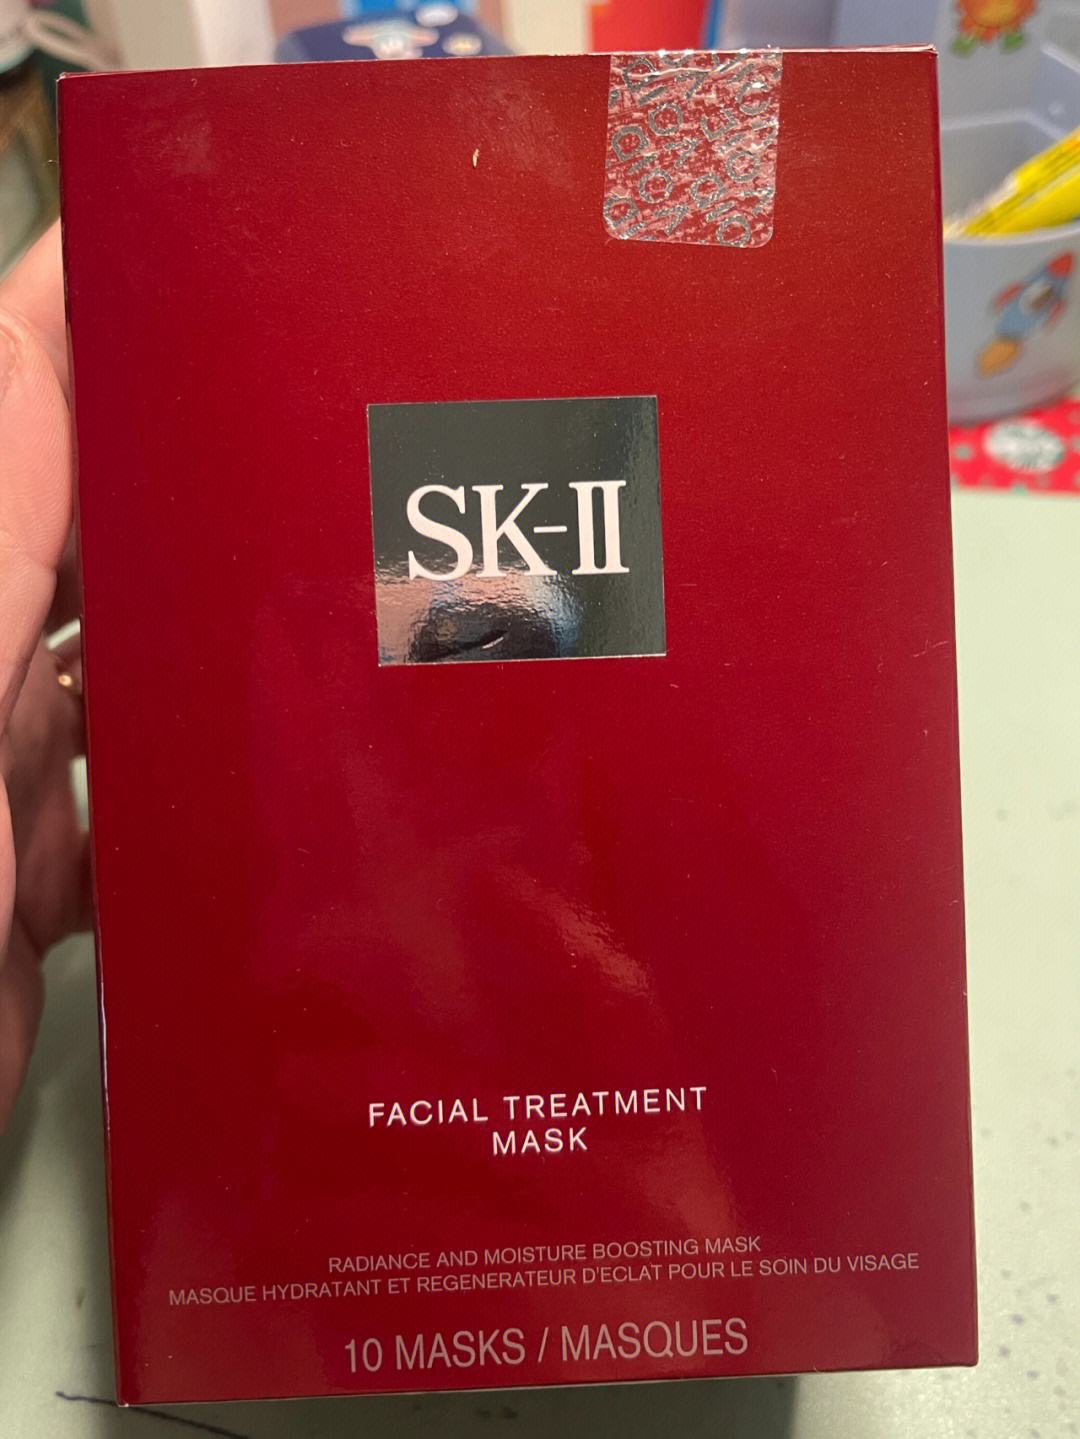 SK-II
FACIAL TREATMENT
MASK
RADIANCE AND MOISTURE BOOSTING MASK
MASQUE HYDRATANT ET REGENERATEUR D'ECLAT POUR LE SOIN DU VISAGE
10 MASKS / MASQUES